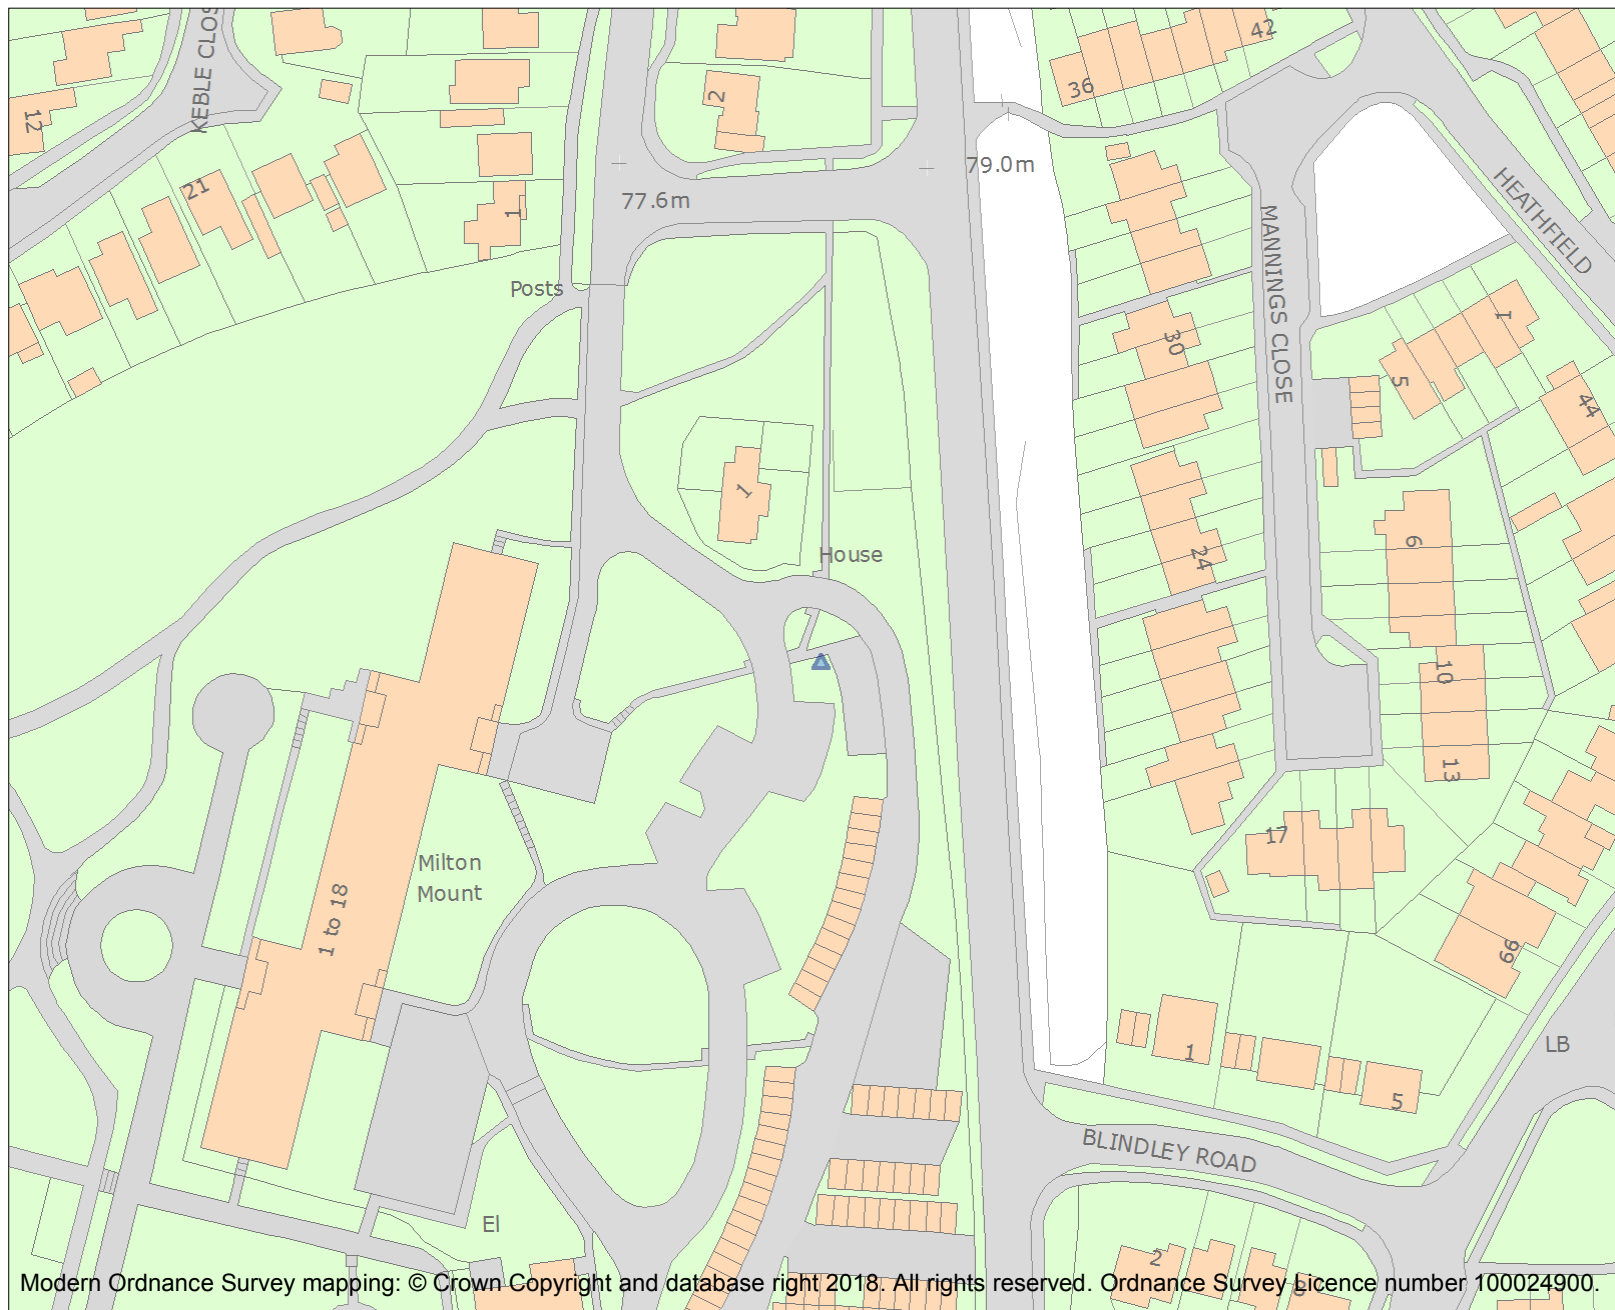 KEBLE CLOS
42
36
2
12
79.0m
21
77.6m
1
HEATHFIELD
MANNINGS CLOSE
Posts
1
30
5
44
1
6
House
24
10
13
17
Milton
Mount
1 to 18
66
LB
1
5
BLINDLEY ROAD
El
2
Modern Ordnance Survey mapping: © Crown Copyright and database right 2018. All rights reserved. Ordnance Survey Licence number 100024900.